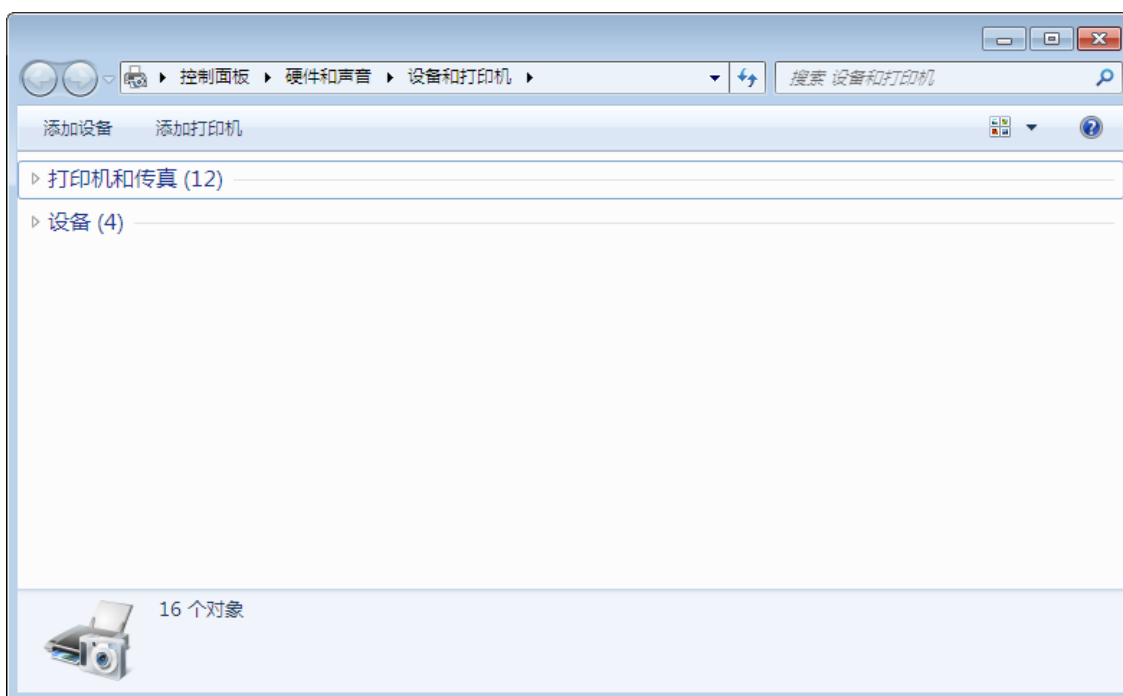 控制面板 硬件和声音 设备和打印机
搜索 设备和打印机
添加设备 添加打印机
打印机和传真 (12)
设备 (4)
16 个对象